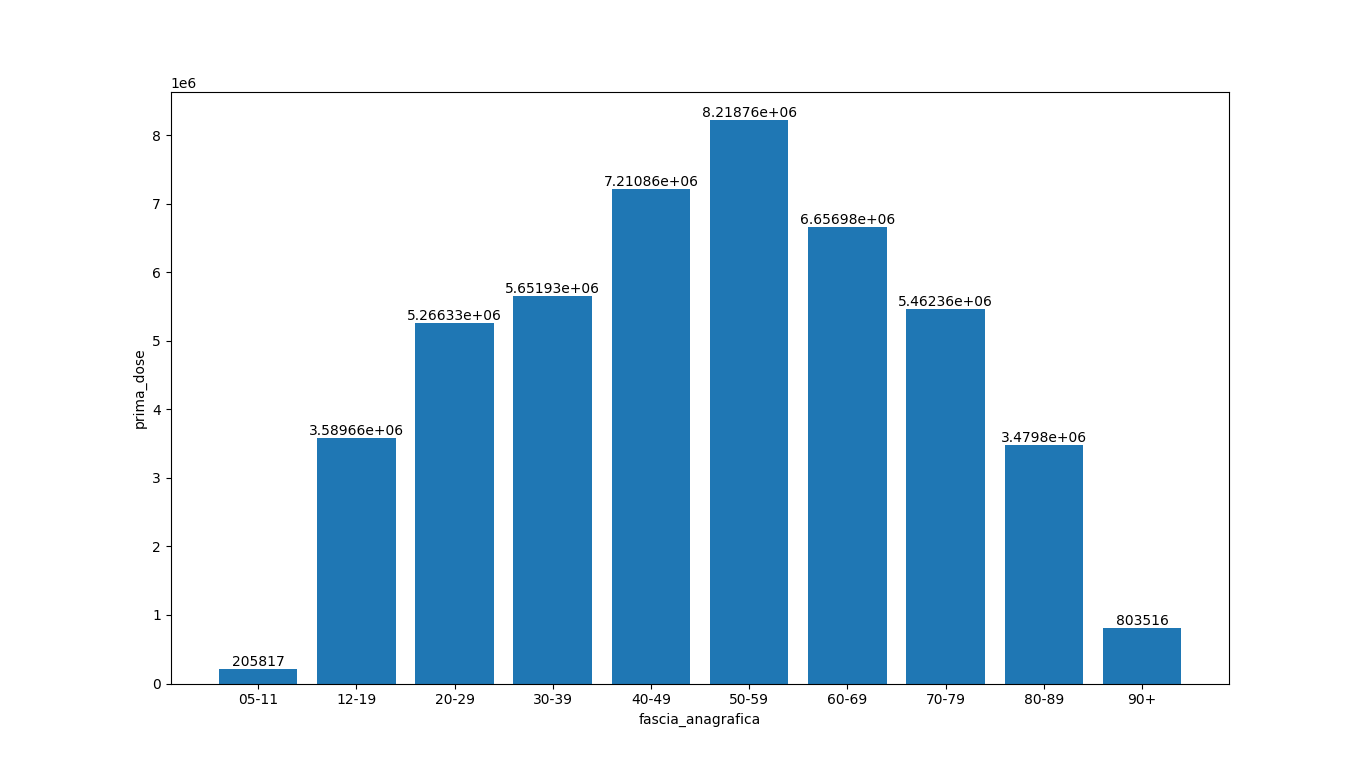 1e6
8
7
6
5
4
3
2
1
0
prima_dose
205817
3.58966e+06
5.26633e+06
5.65193e+06
7.21086e+06
8.21876e+06
6.65698e+06
5.46236e+06
3.4798e+06
803516
05-11 12-19 20-29 30-39 40-49 50-59 60-69 70-79 80-89 90+
fascia_anagrafica